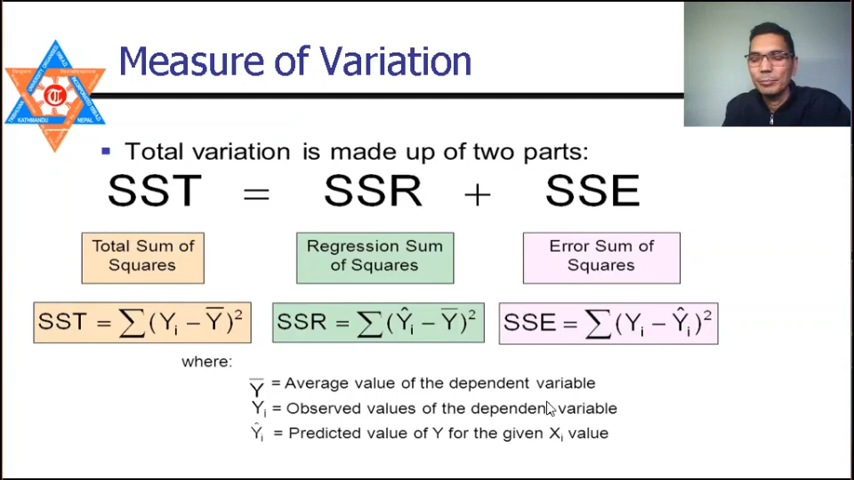 Measure of Variation
KATHMANDU
NEPAL
Total variation is made up of two parts:
SST = SSR + SSE
Total Sum of Squares
Regression Sum of Squares
Error Sum of Squares
SST = ∑(Yᵢ − Y̅)²
SSR = ∑(Ŷᵢ − Y̅)²
SSE = ∑(Yᵢ − Ŷᵢ)²
where:
Y̅ = Average value of the dependent variable
Yᵢ = Observed values of the dependent variable
Ŷᵢ = Predicted value of Y for the given Xᵢ value